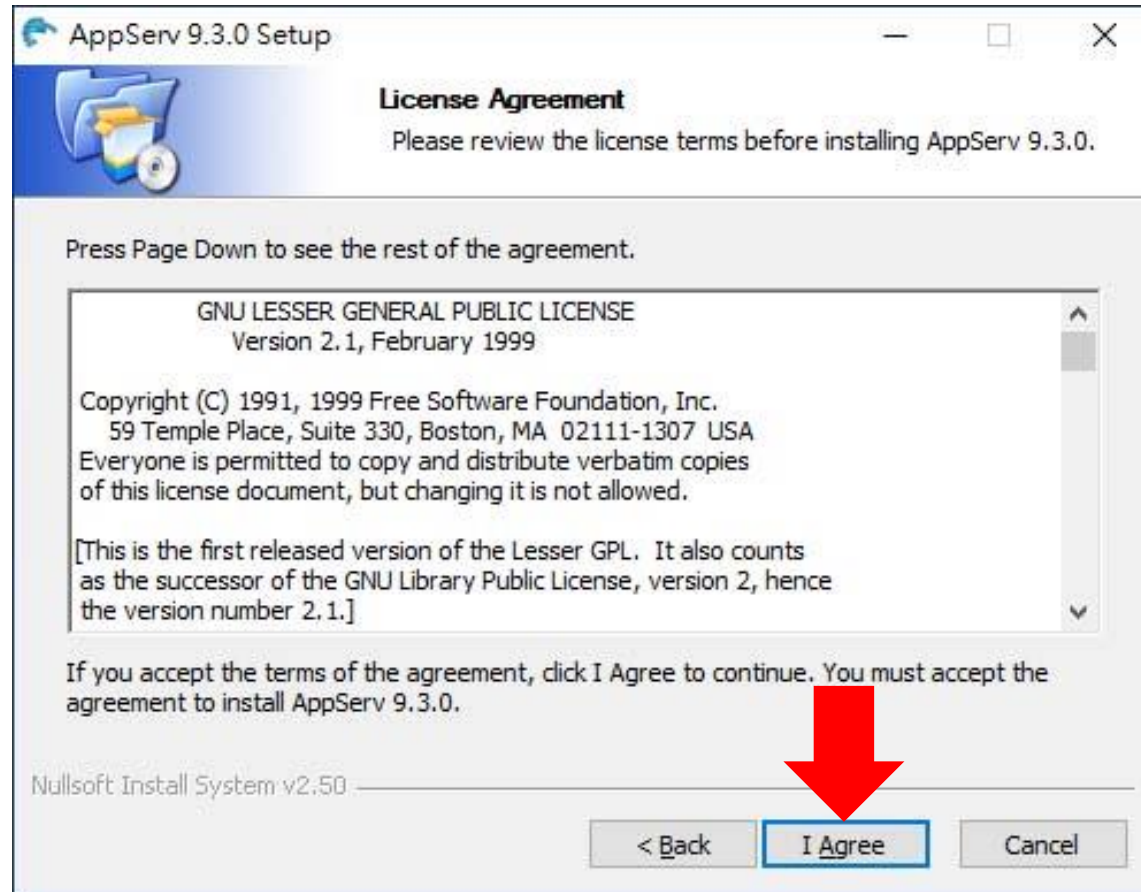 AppServ 9.3.0 Setup
License Agreement
Please review the license terms before installing AppServ 9.3.0.
Press Page Down to see the rest of the agreement.
GNU LESSER GENERAL PUBLIC LICENSE
Version 2.1, February 1999
Copyright (C) 1991, 1999 Free Software Foundation, Inc.
59 Temple Place, Suite 330, Boston, MA 02111-1307 USA
Everyone is permitted to copy and distribute verbatim copies
of this license document, but changing it is not allowed.
[This is the first released version of the Lesser GPL. It also counts
as the successor of the GNU Library Public License, version 2, hence
the version number 2.1.]
If you accept the terms of the agreement, click I Agree to continue. You must accept the
agreement to install AppServ 9.3.0.
Nullsoft Install System v2.50
< Back I Agree Cancel